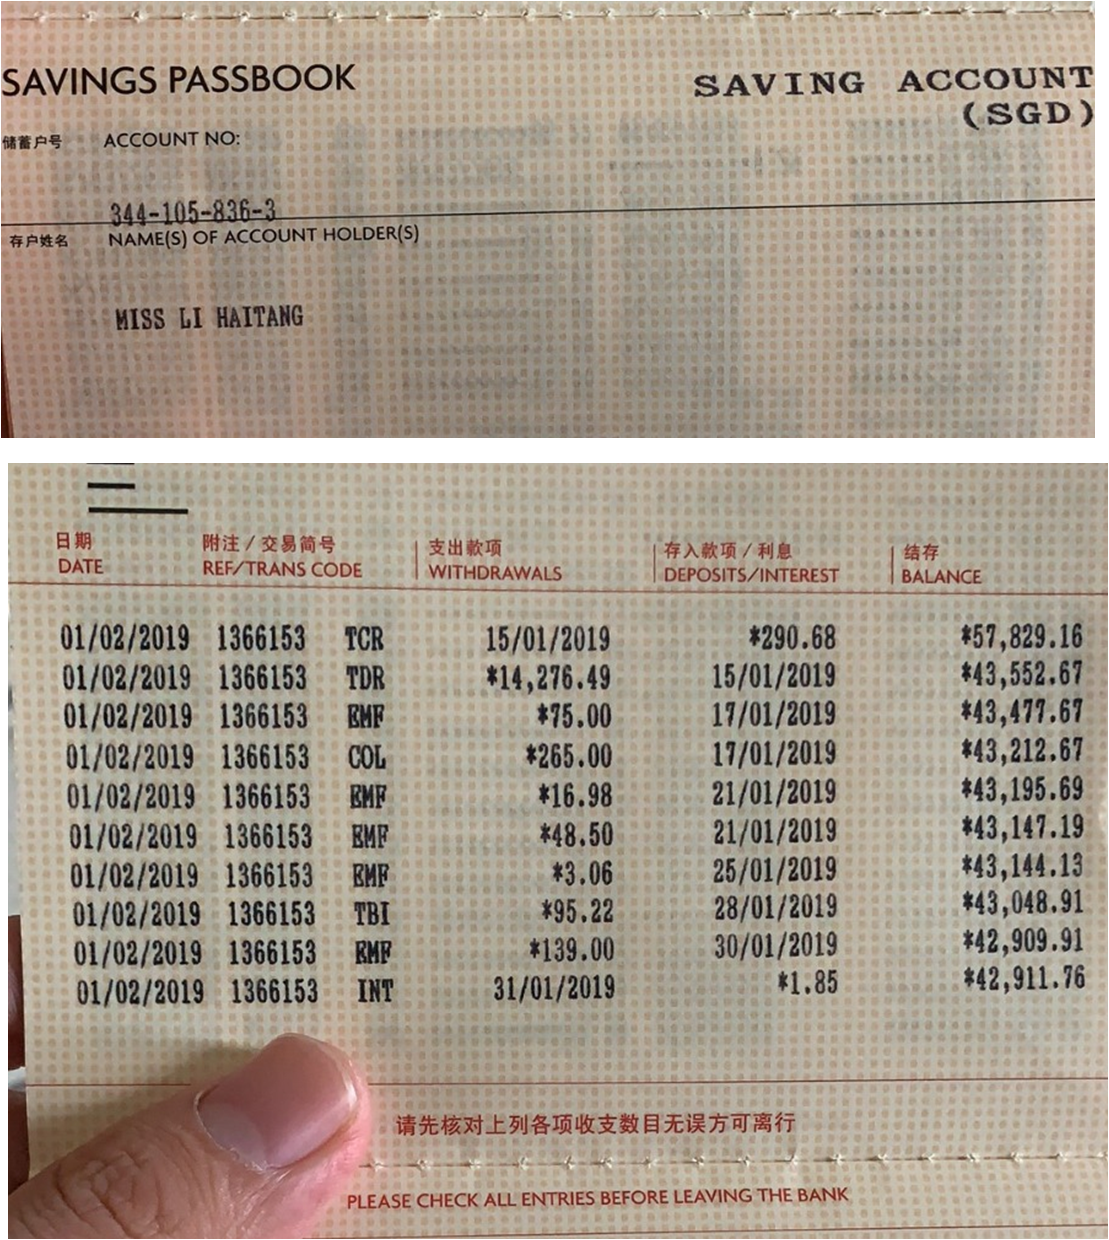 SAVINGS PASSBOOK
SAVING ACCOUNT
(SGD)
储蓄户号 ACCOUNT NO:
344-105-836-3
存户姓名 NAME(S) OF ACCOUNT HOLDER(S)
MISS LI HAITANG
日期 附注 / 交易简号 支出款项 存入款项 / 利息 结存
DATE REF/TRANS CODE WITHDRAWALS DEPOSITS/INTEREST BALANCE
01/02/2019 1366153 TCR 15/01/2019 *290.68 *57,829.16
01/02/2019 1366153 TDR *14,276.49 15/01/2019 *43,552.67
01/02/2019 1366153 EMF *75.00 17/01/2019 *43,477.67
01/02/2019 1366153 COL *265.00 17/01/2019 *43,212.67
01/02/2019 1366153 EMF *16.98 21/01/2019 *43,195.69
01/02/2019 1366153 EMF *48.50 21/01/2019 *43,147.19
01/02/2019 1366153 EMF *3.06 25/01/2019 *43,144.13
01/02/2019 1366153 TBI *95.22 28/01/2019 *43,048.91
01/02/2019 1366153 EMF *139.00 30/01/2019 *42,909.91
01/02/2019 1366153 INT 31/01/2019 *1.85 *42,911.76
请先核对上列各项收支数目无误方可离行
PLEASE CHECK ALL ENTRIES BEFORE LEAVING THE BANK